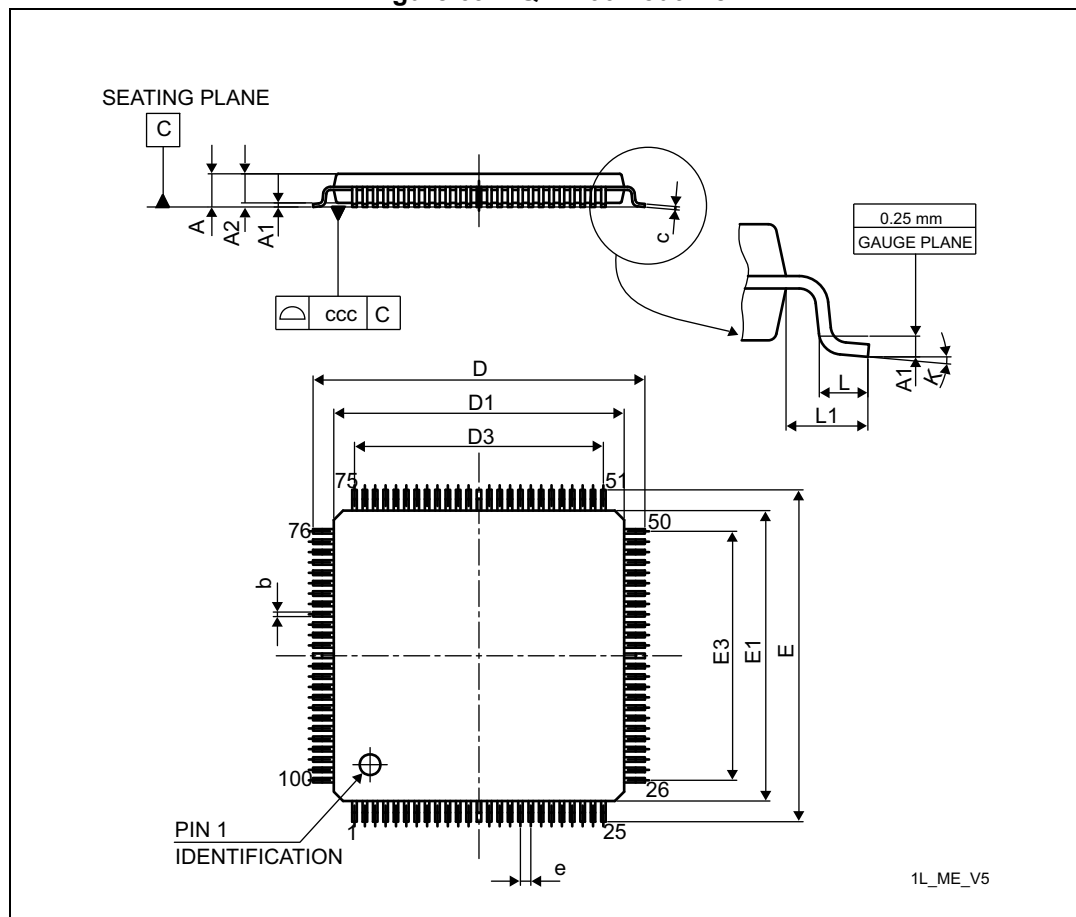 SEATING PLANE
C
A
A2
A1
c
ccc C
0.25 mm
GAUGE PLANE
A1
K
L
L1
D
D1
D3
75
51
76
50
b
E3
E1
E
100
26
PIN 1
IDENTIFICATION
1
25
e
1L_ME_V5